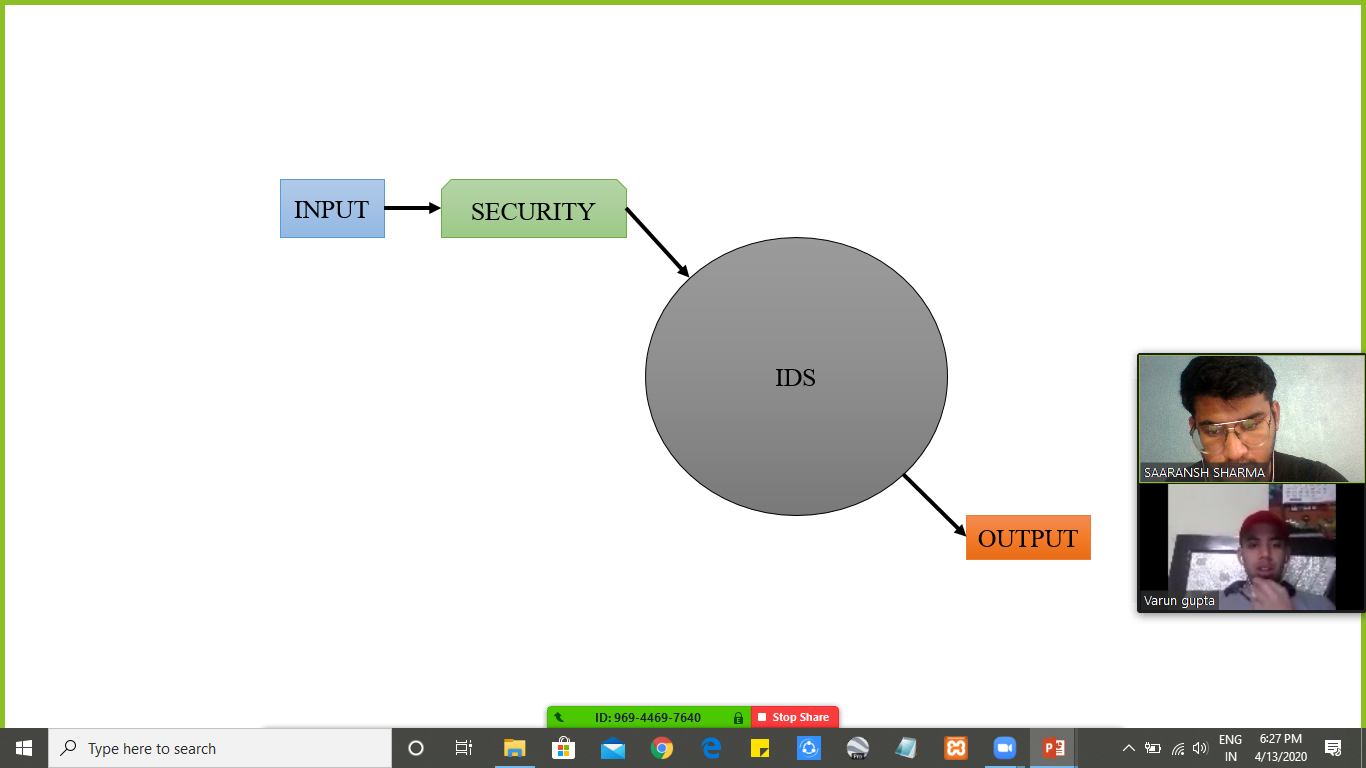 INPUT
SECURITY
IDS
OUTPUT
SAARANSH SHARMA
Varun gupta
ID: 969-4469-7640
Stop Share
Type here to search
ENG
IN
6:27 PM
4/13/2020